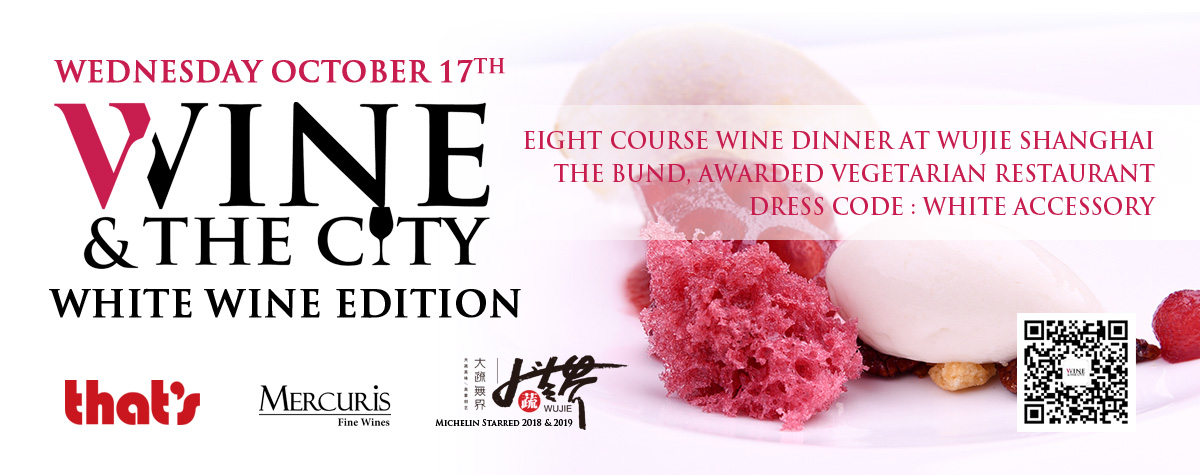 WEDNESDAY OCTOBER 17TH
WINE
& THE CITY
WHITE WINE EDITION
EIGHT COURSE WINE DINNER AT WUJIE SHANGHAI
THE BUND, AWARDED VEGETARIAN RESTAURANT
DRESS CODE : WHITE ACCESSORY
that's
MERCURIS
Fine Wines
大蔬無界
蔬
WUJIE
MICHELIN STARRED 2018 & 2019
WINE